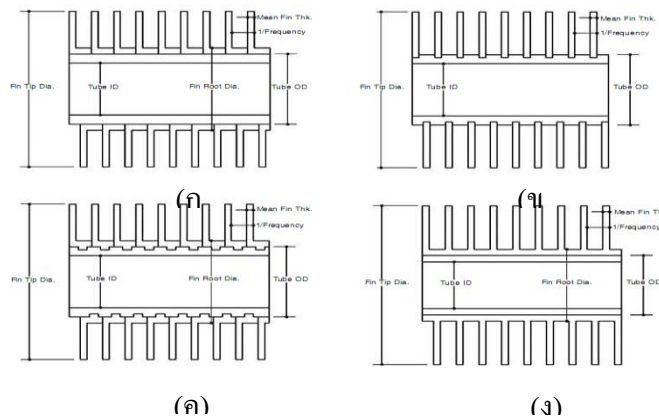 Mean Fin Thk.
1/Frequency
Fin Tip Dia.
Tube ID
Fin Root Dia.
Tube OD
(ก
Mean Fin Thk.
1/Frequency
Fin Tip Dia.
Tube ID
Tube OD
(ข
Mean Fin Thk.
1/Frequency
Fin Tip Dia.
Tube ID
Fin Root Dia.
Tube OD
(ค)
Mean Fin Th
1/Frequency
Fin Tip Dia.
Tube ID
Fin Root Dia.
Tube OD
(ง)